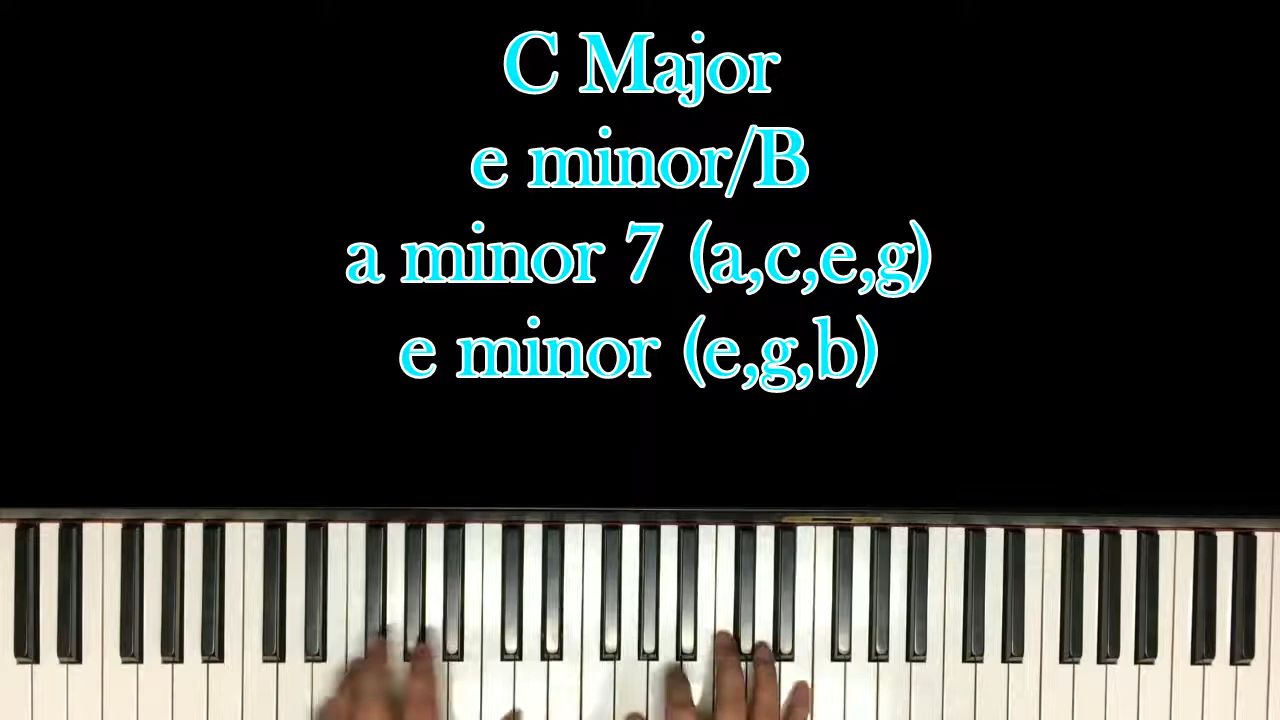 C Major
e minor/B
a minor 7 (a,c,e,g)
e minor (e,g,b)